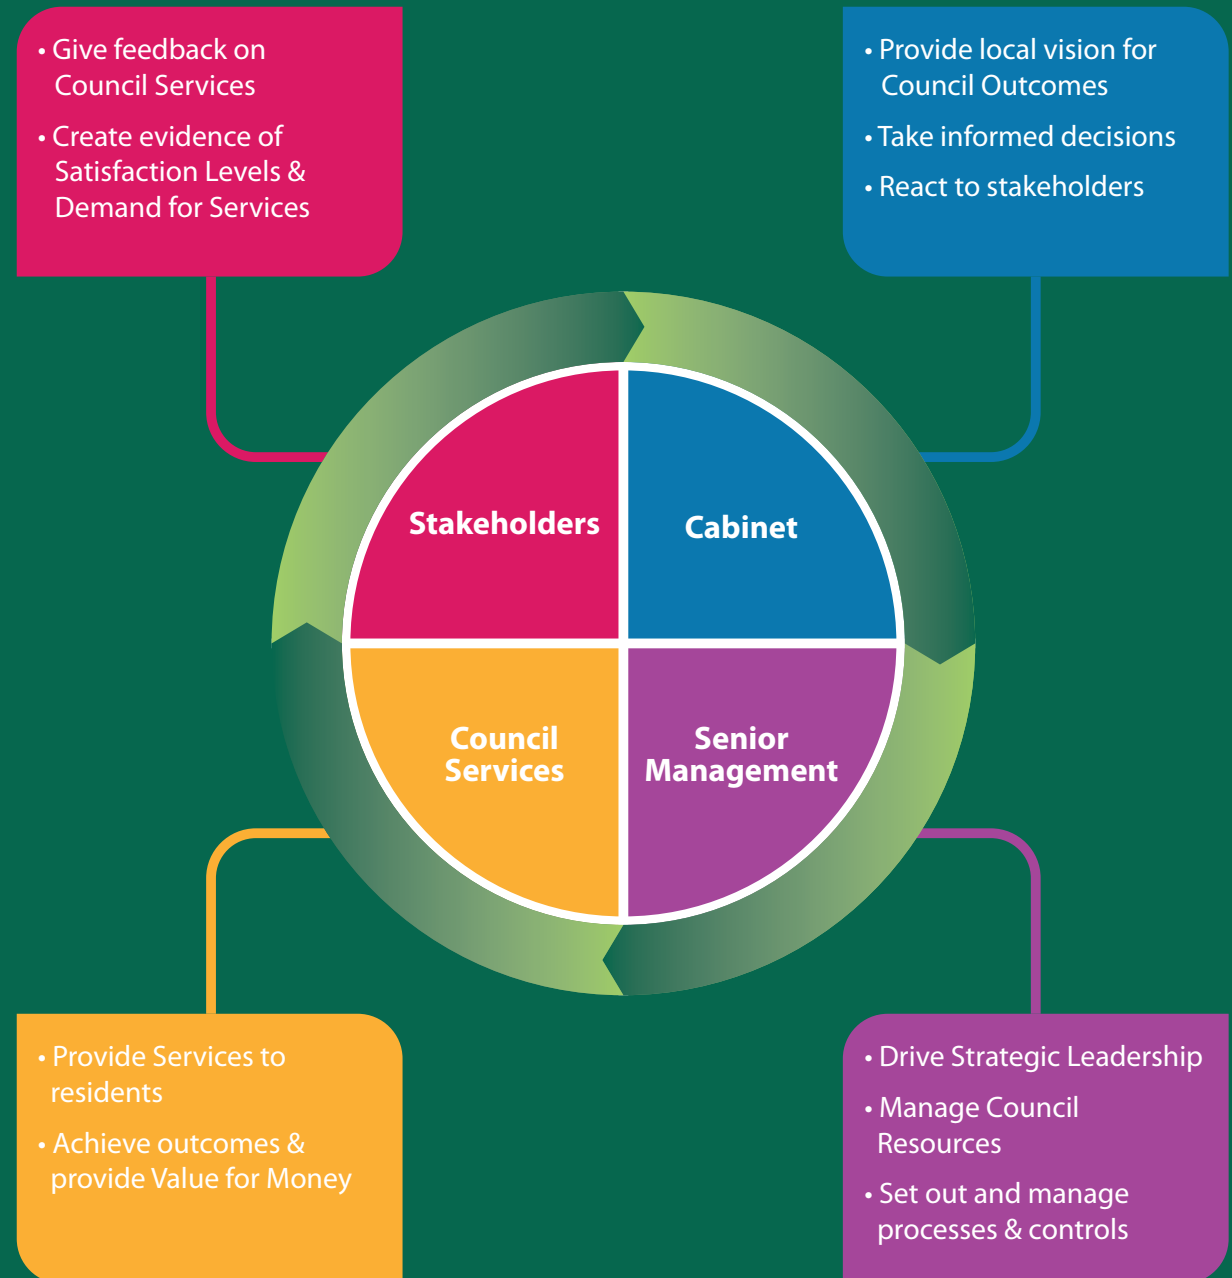 • Give feedback on
Council Services
• Create evidence of
Satisfaction Levels &
Demand for Services
• Provide local vision for
Council Outcomes
• Take informed decisions
• React to stakeholders
Stakeholders
Cabinet
Council
Services
Senior
Management
• Provide Services to
residents
• Achieve outcomes &
provide Value for Money
• Drive Strategic Leadership
• Manage Council
Resources
• Set out and manage
processes & controls